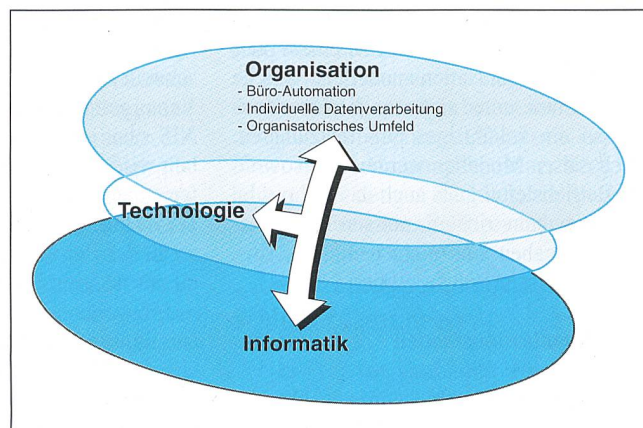 Organisation
- Büro-Automation
- Individuelle Datenverarbeitung
- Organisatorisches Umfeld
Technologie
Informatik